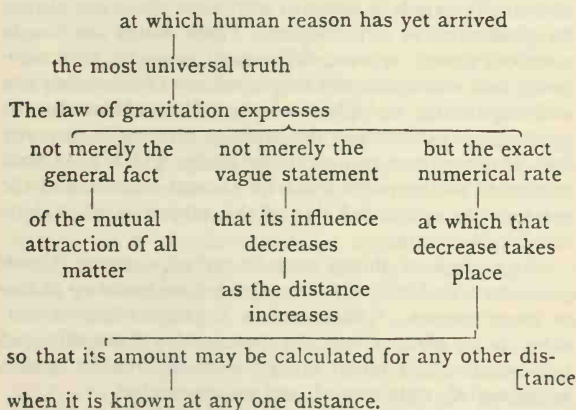 at which human reason has yet arrived
the most universal truth
The law of gravitation expresses
not merely the
general fact
of the mutual
attraction of all
matter
not merely the
vague statement
that its influence
decreases
as the distance
increases
but the exact
numerical rate
at which that
decrease takes
place
so that its amount may be calculated for any other dis-
[tance
when it is known at any one distance.